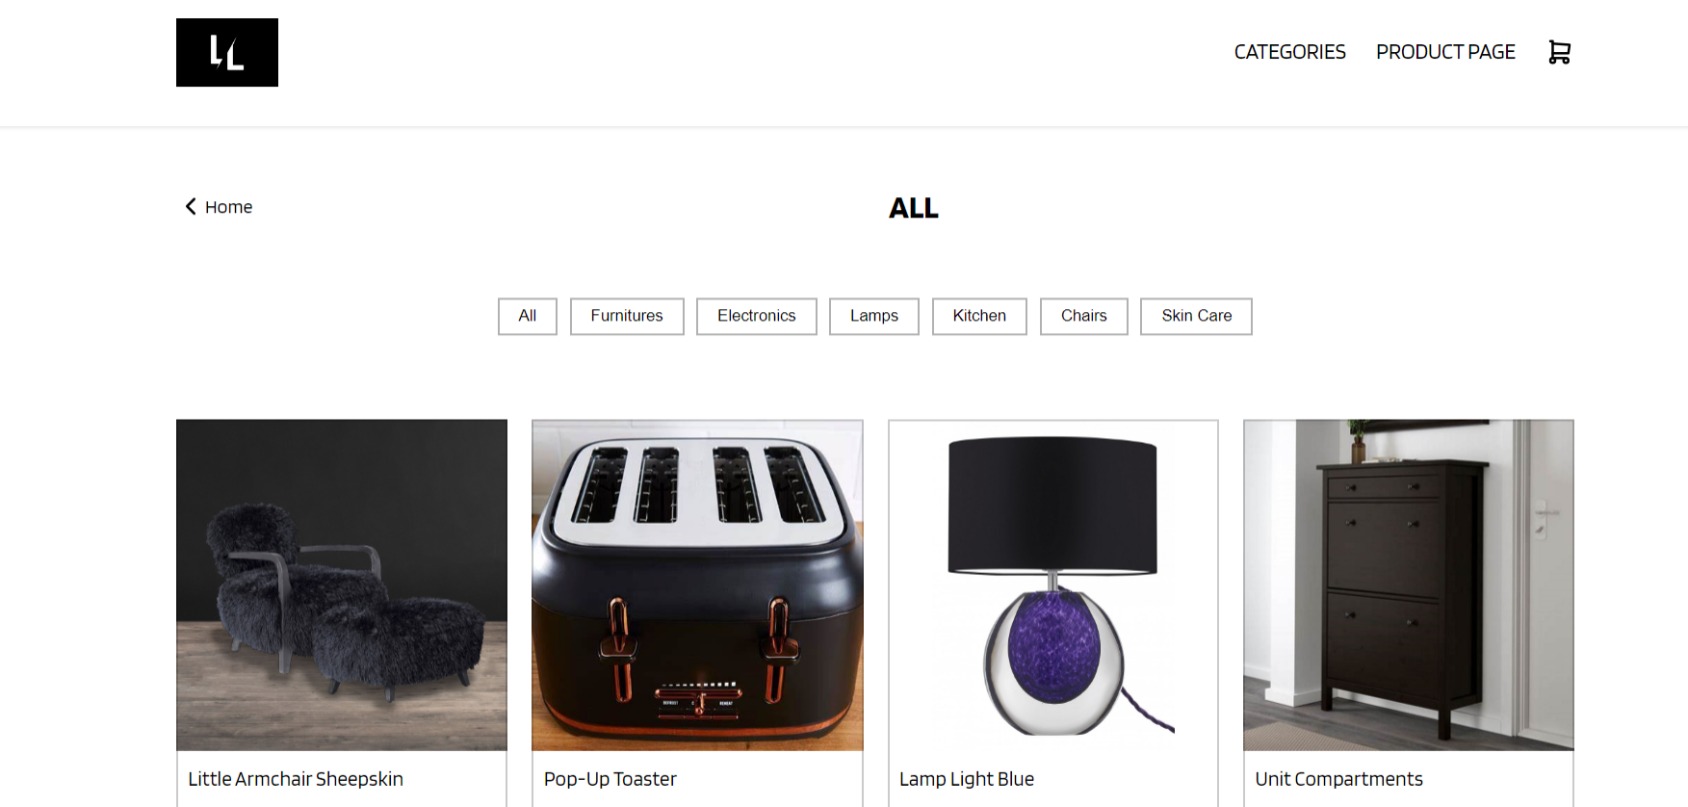 CATEGORIES PRODUCT PAGE
Home
ALL
All Furnitures Electronics Lamps Kitchen Chairs Skin Care
Little Armchair Sheepskin
Pop-Up Toaster
Lamp Light Blue
Unit Compartments